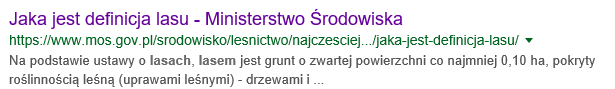 Jaka jest definicja lasu - Ministerstwo Środowiska
https://www.mos.gov.pl/srodowisko/lesnictwo/najczesciej.../jaka-jest-definicja-lasu/
Na podstawie ustawy o lasach, lasem jest grunt o zwartej powierzchni co najmniej 0,10 ha, pokryty
roślinnością leśną (uprawami leśnymi) - drzewami i ...